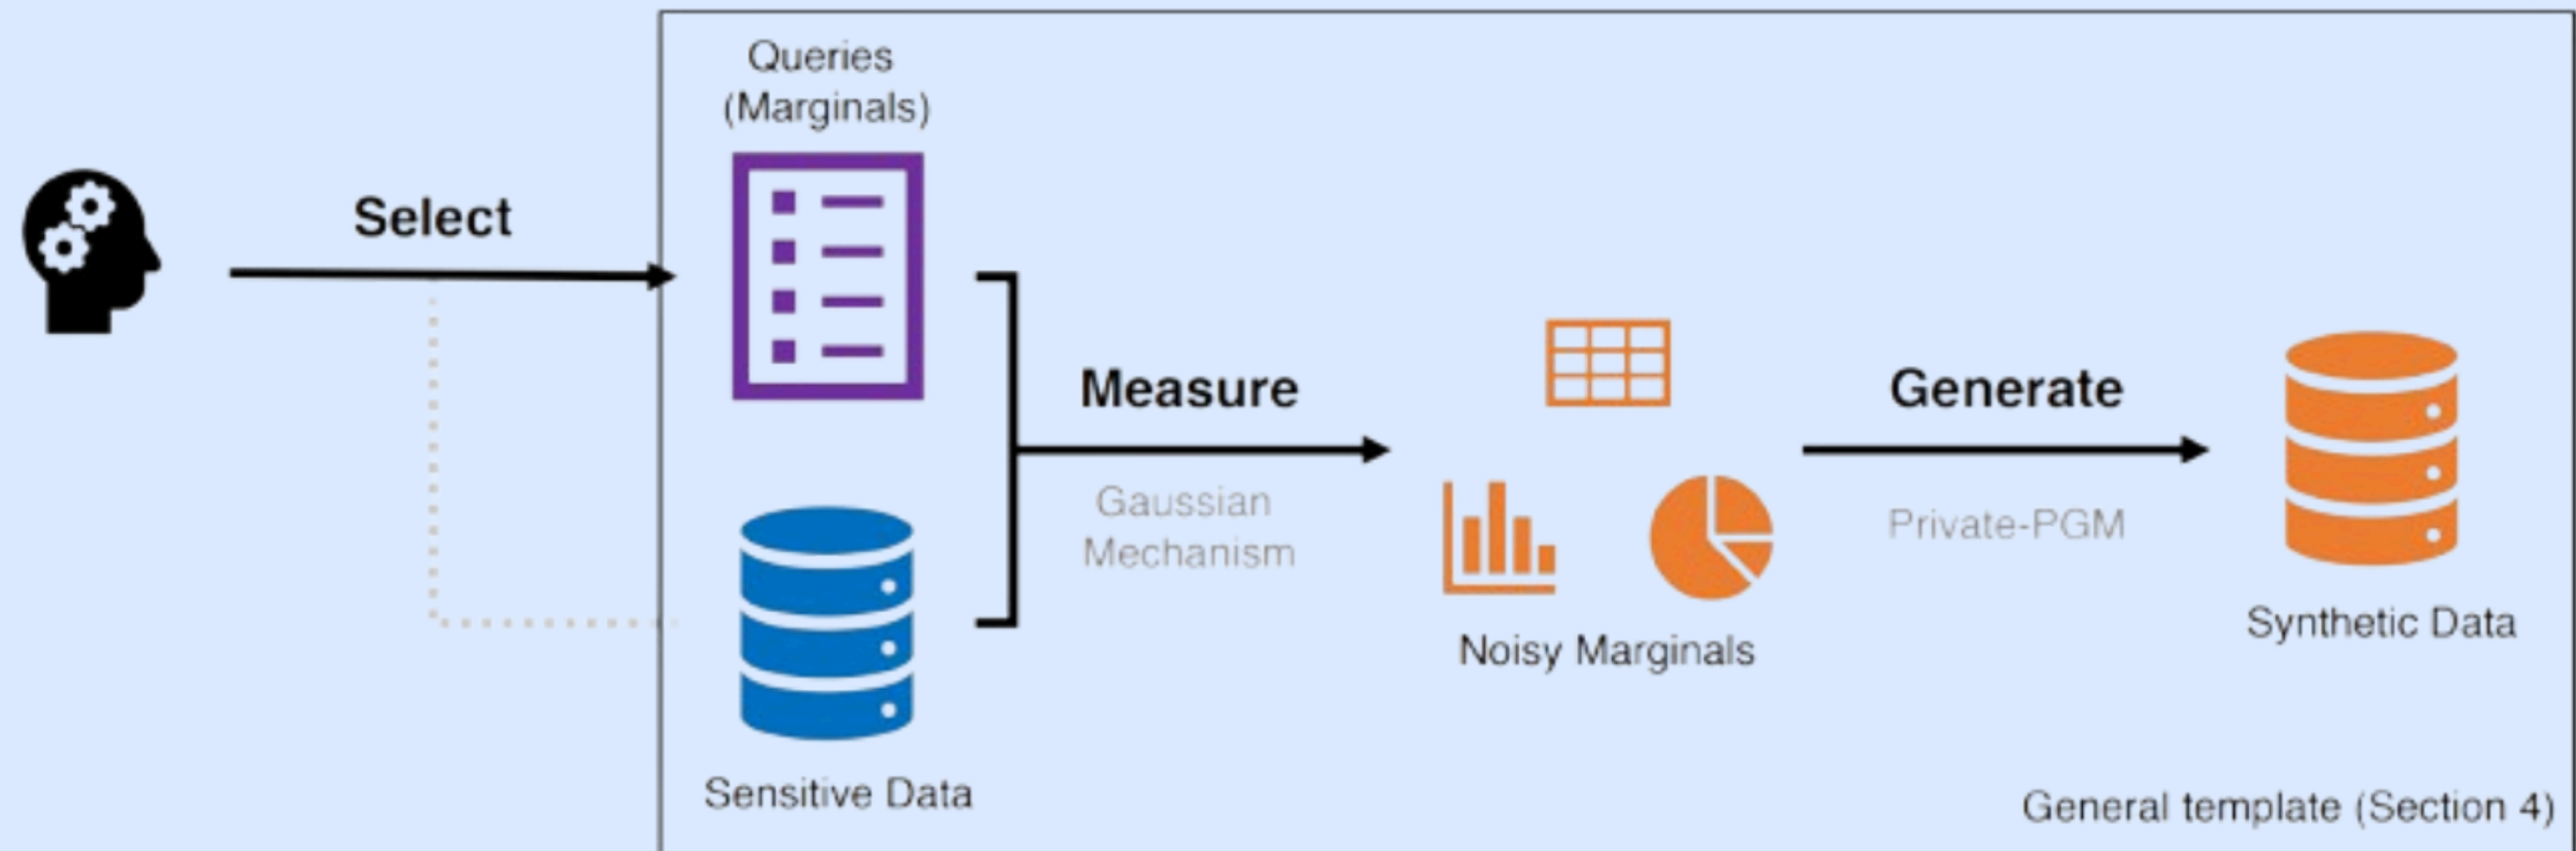 Queries
(Marginals)
Select
Measure
Gaussian
Mechanism
Generate
Private-PGM
Noisy Marginals
Synthetic Data
Sensitive Data
General template (Section 4)